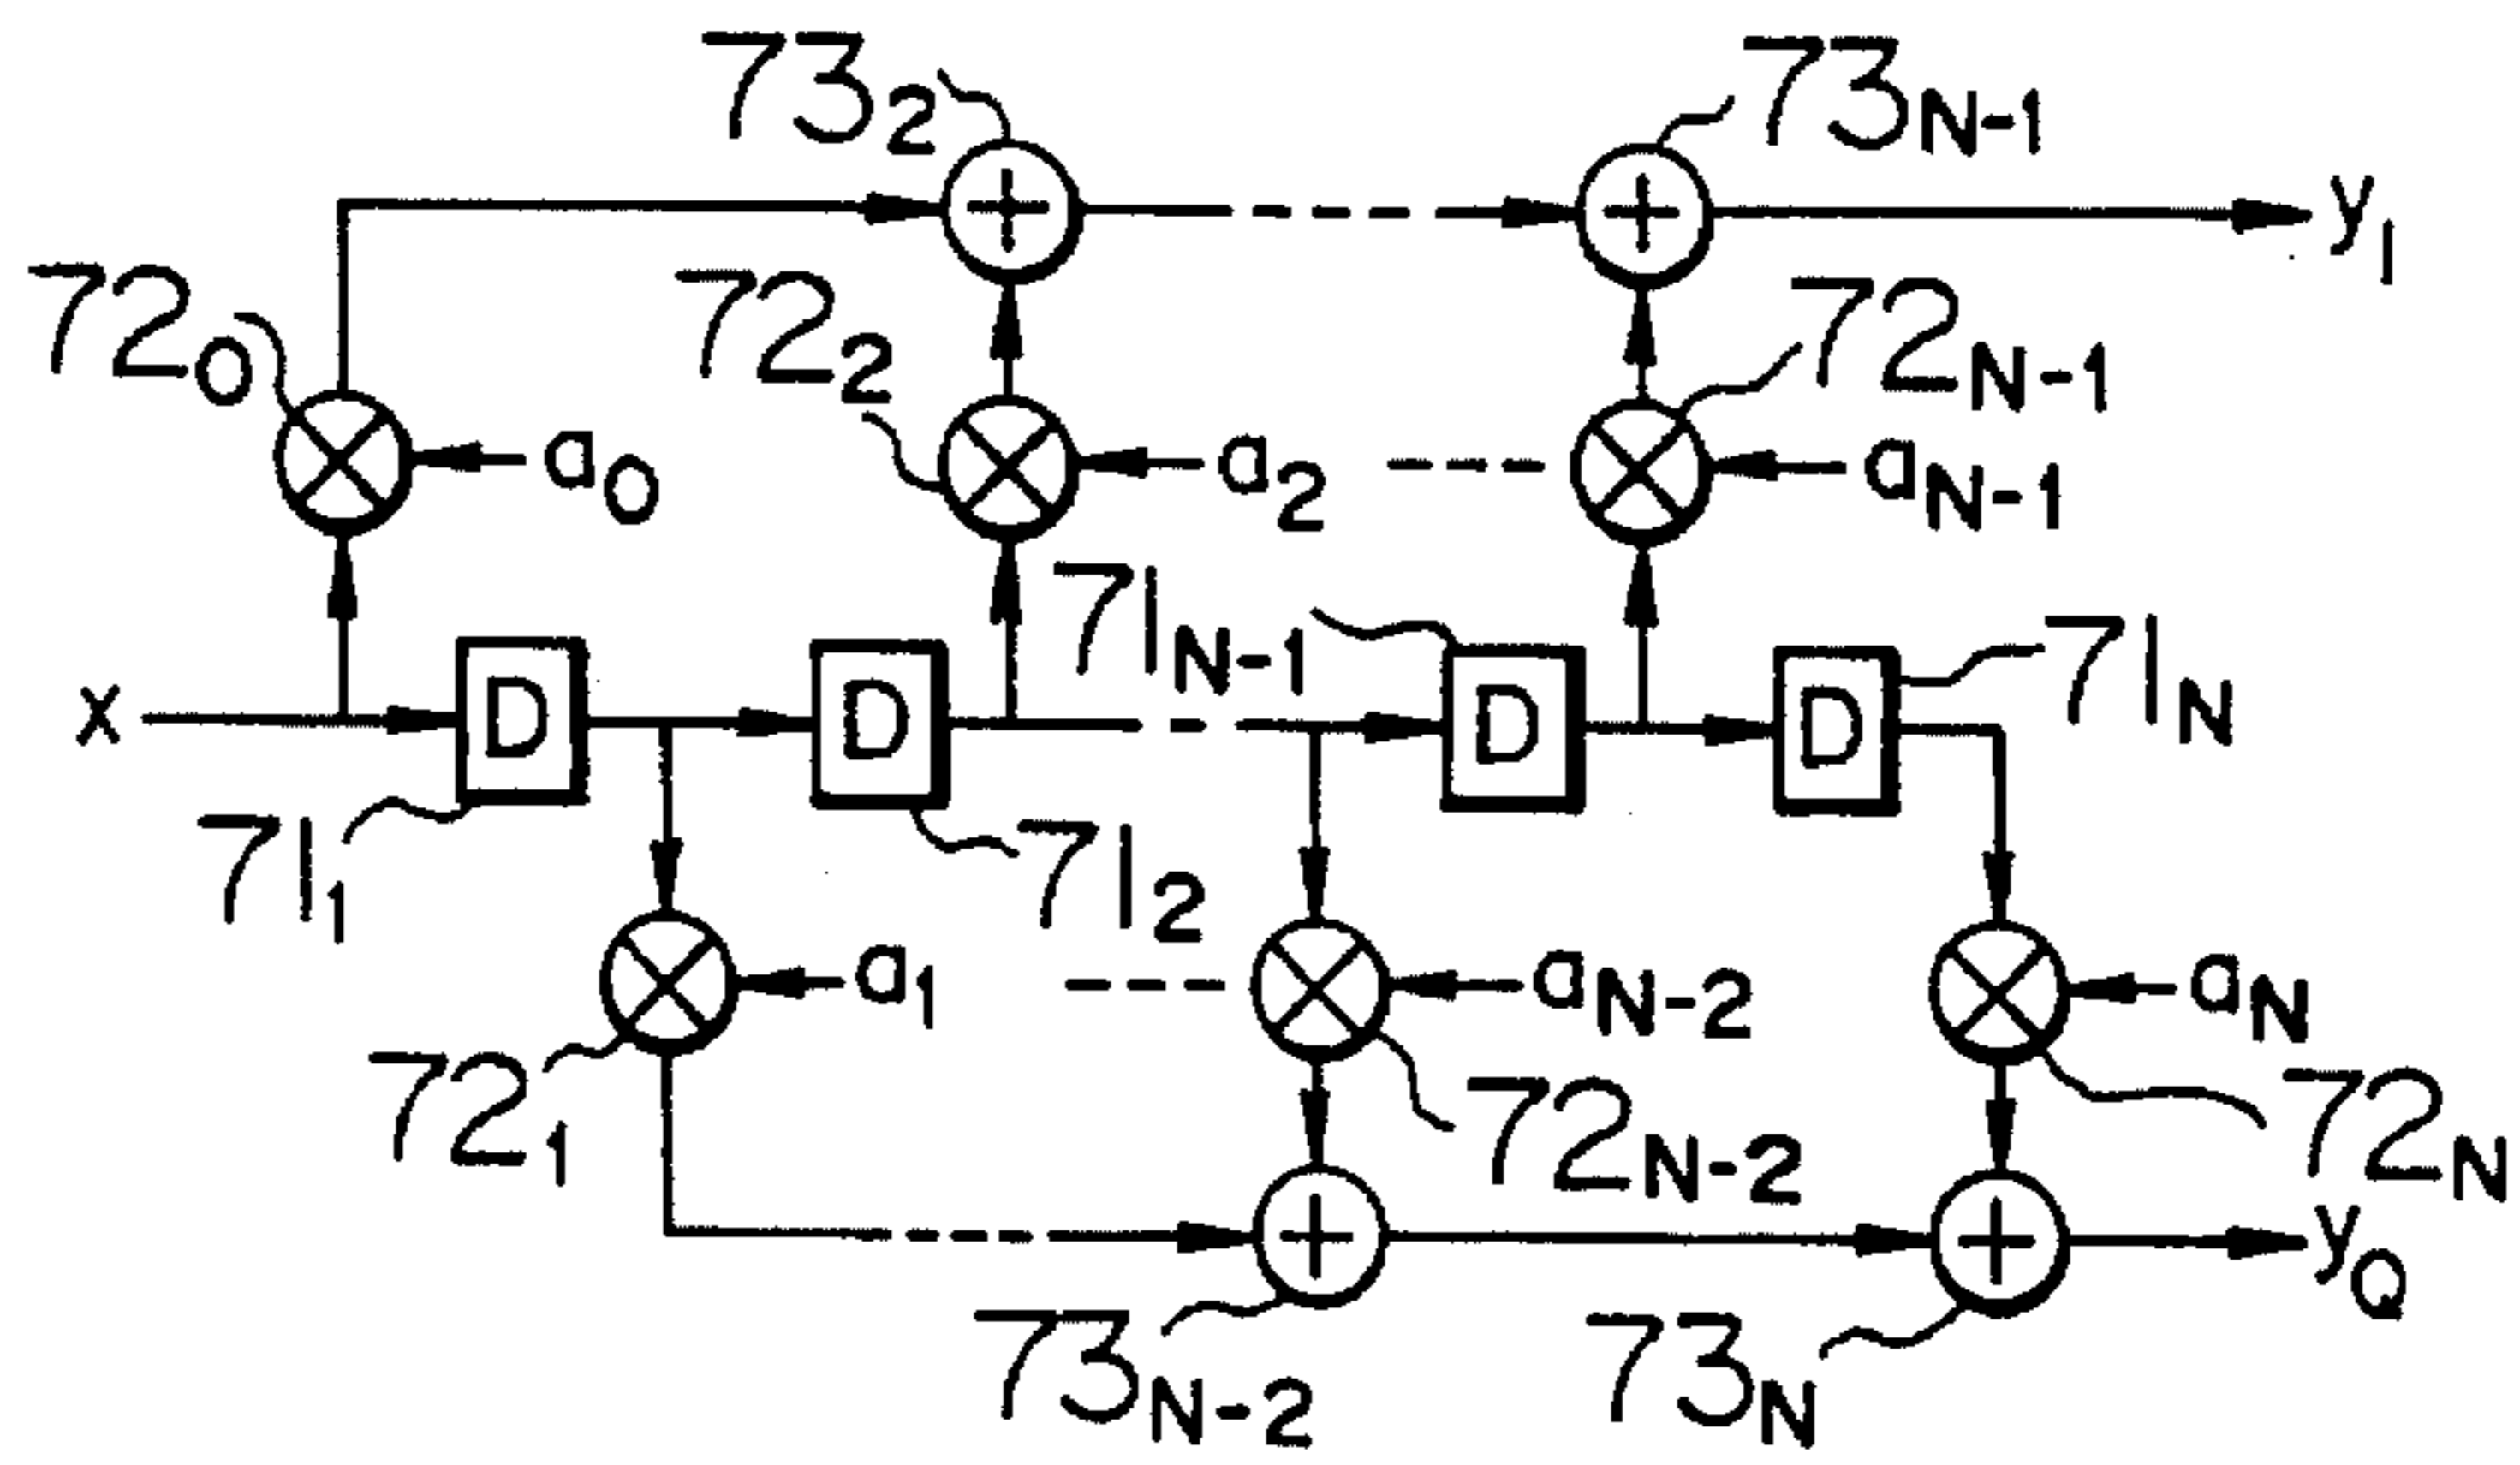 73₂ 73N-1
y₁
72₀ 72₂ 72N-1
a₀ a₂ aN-1
71N-1 71N
x D D D D
71₁ 71₂
a₁ aN-2 aN
72₁ 72N-2 72N
yQ
73N-2 73N